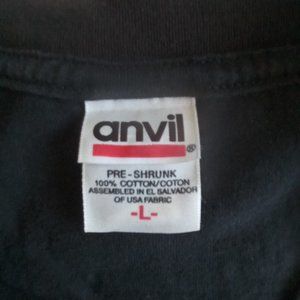 anvil®
PRE-SHRUNK
100% COTTON/COTON
ASSEMBLED IN EL SALVADOR
OF USA FABRIC
-L-